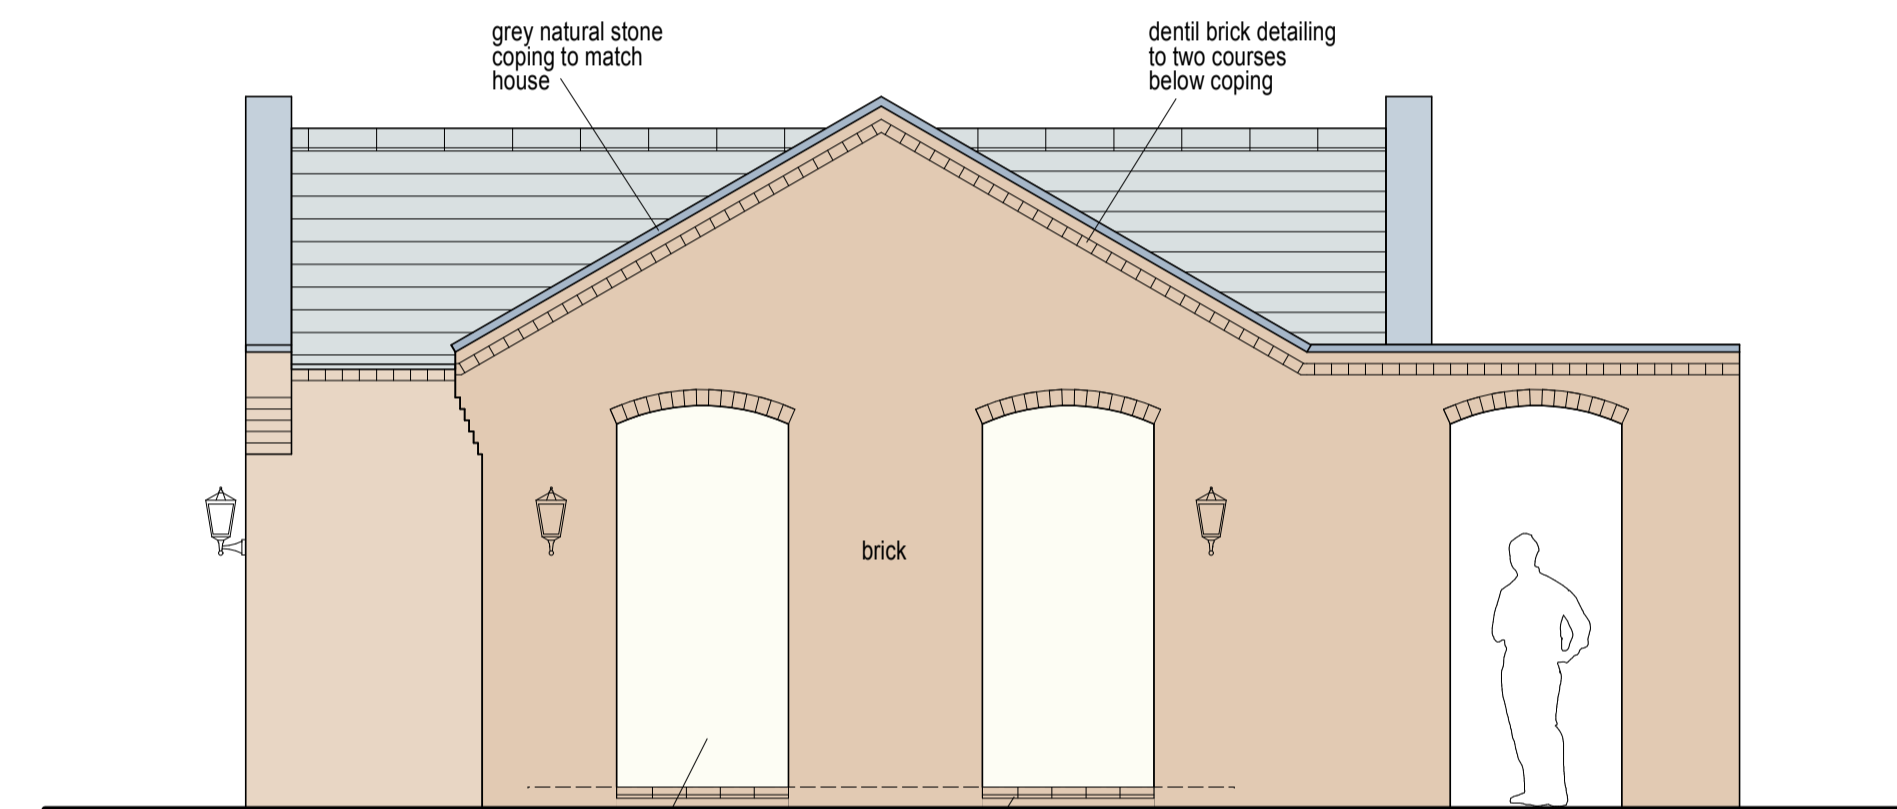 grey natural stone
coping to match
house
dentil brick detailing
to two courses
below coping
brick